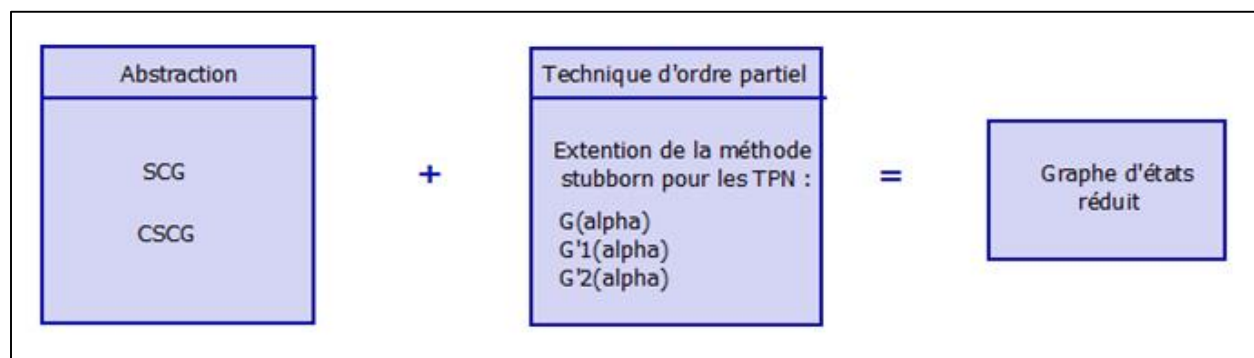 Abstraction
SCG
CSCG
+
Technique d'ordre partiel
Extention de la méthode
stubborn pour les TPN :
G(alpha)
G'1(alpha)
G'2(alpha)
=
Graphe d'états
réduit